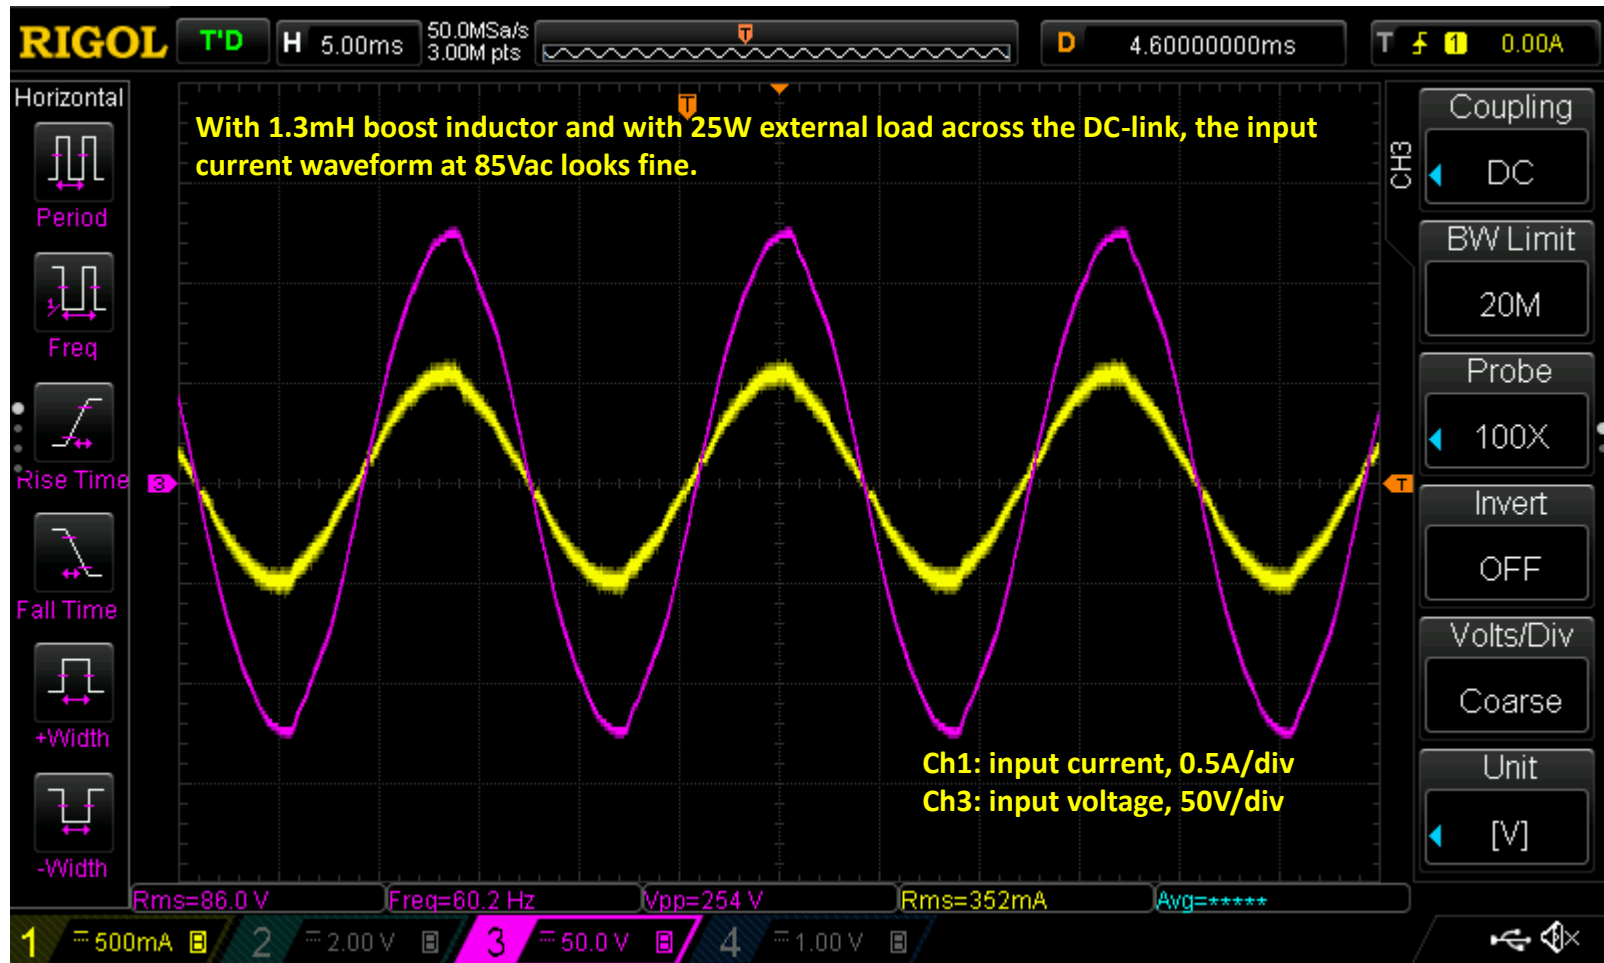 RIGOL T'D H 5.00ms 50.0MSa/s 3.00M pts T D 4.60000000ms T 1 0.00A
Horizontal
T
With 1.3mH boost inductor and with 25W external load across the DC-link, the input
current waveform at 85Vac looks fine.
Period
1/
Freq
Rise Time
Fall Time
+Width
-Width
3
T
CH3
Coupling
DC
BW Limit
20M
Probe
100X
Invert
OFF
Volts/Div
Coarse
Unit
[V]
Ch1: input current, 0.5A/div
Ch3: input voltage, 50V/div
Rms=86.0 V Freq=60.2 Hz Vpp=254 V Rms=352mA Avg=*****
1 500mA B 2 2.00 V B 3 50.0 V B 4 1.00 V B